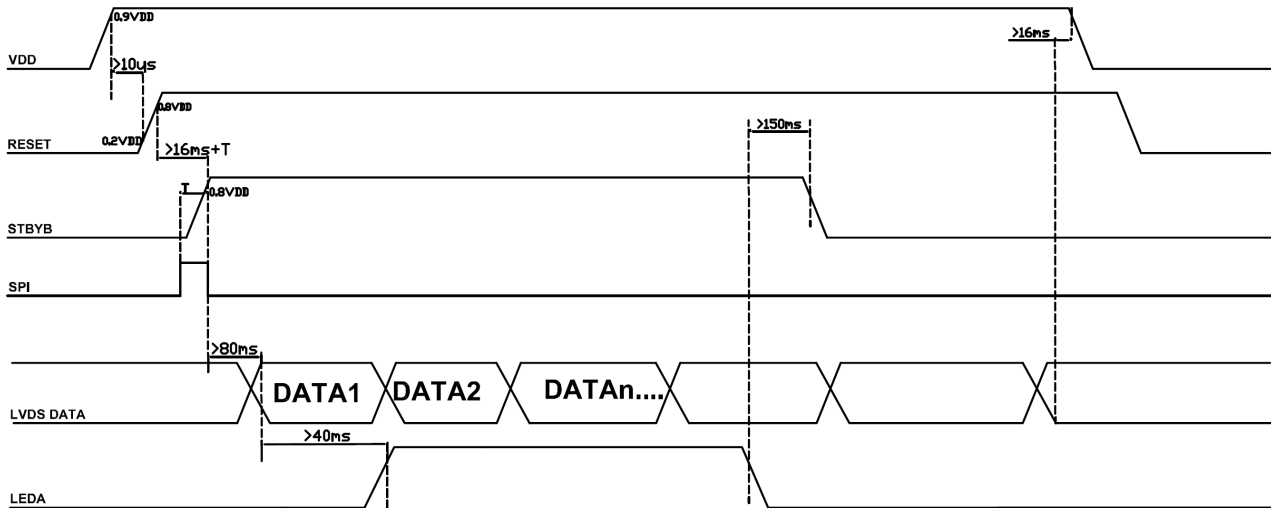 0.9VDD
>16ms
VDD
>10us
0.8VDD
0.2VDD
>150ms
RESET
>16ms+T
T
0.8VDD
STBYB
SPI
>80ms
DATA1 DATA2 DATAn....
LVDS DATA
>40ms
LEDA